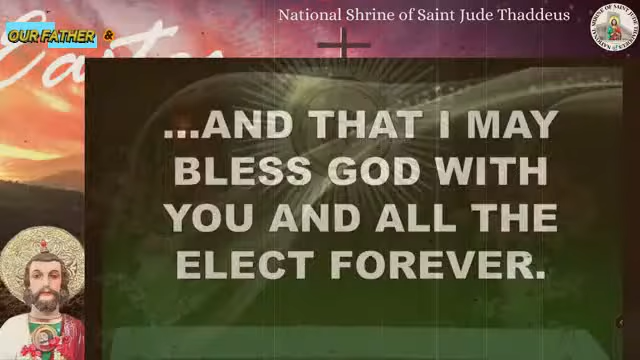 National Shrine of Saint Jude Thaddeus
OUR FATHER &
...AND THAT I MAY
BLESS GOD WITH
YOU AND ALL THE
ELECT FOREVER.